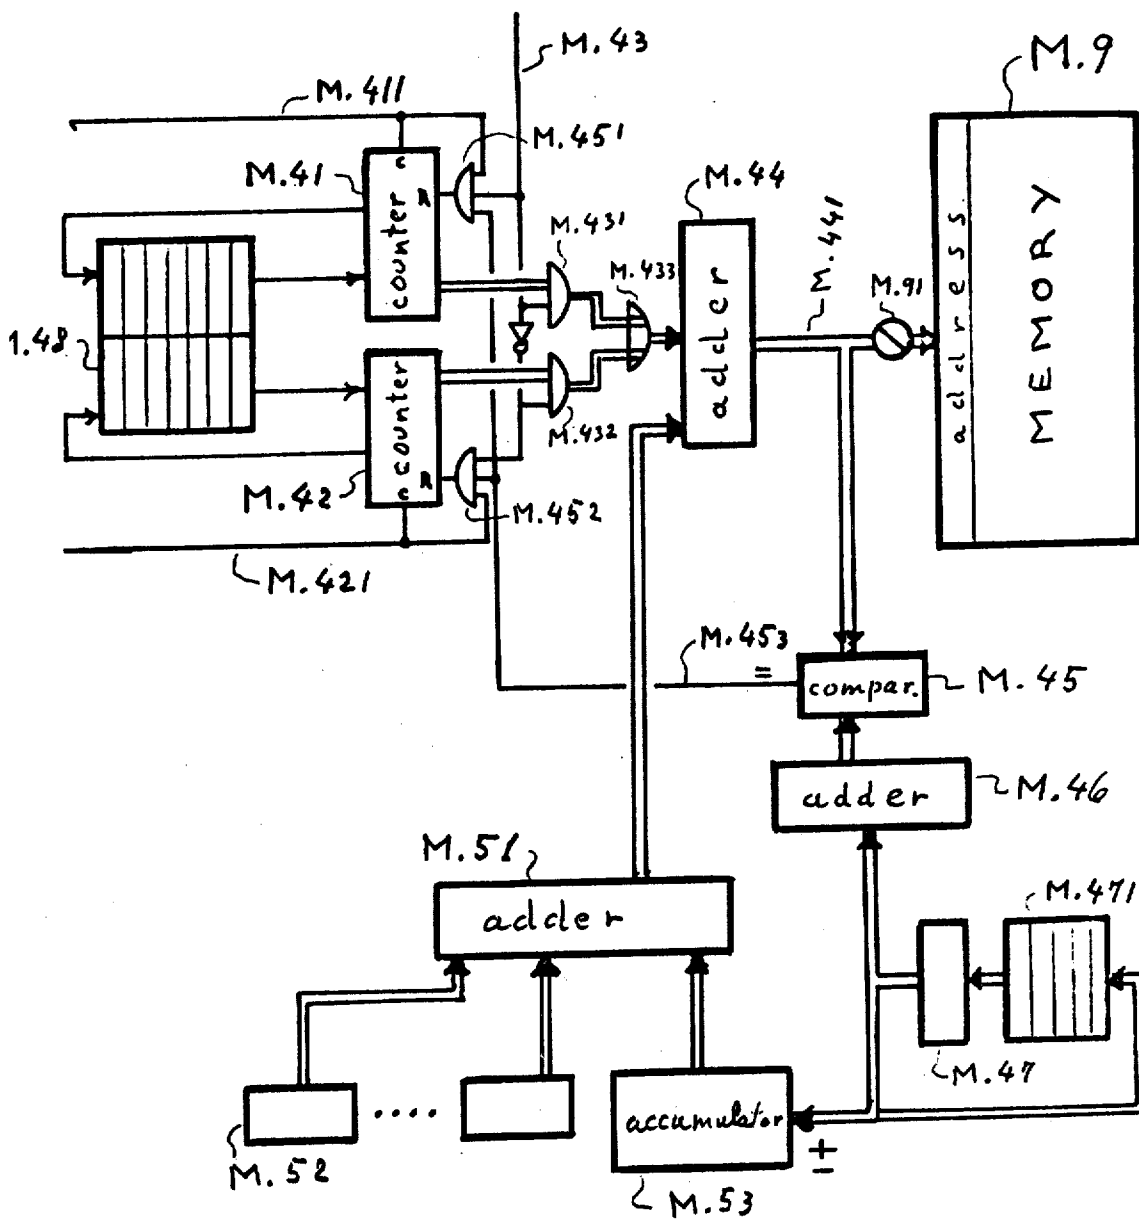 M.43
M.9
M.411
M.451
M.41
M.44
C
R
counter
M.431
M.441
M.433
M.91
address
MEMORY
adder
1.48
counter
M.432
R
C
M.42
M.452
M.421
M.453
=
compar.
M.45
adder
M.46
M.51
adder
M.471
M.47
accumulator
±
M.52
M.53